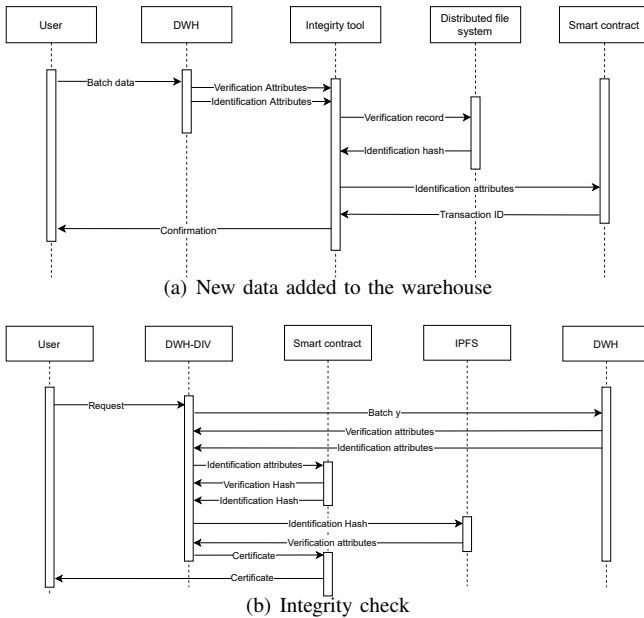 User
DWH
Integirty tool
Distributed file
system
Smart contract
Batch data
Verification Attributes
Identification Attributes
Verification record
Identification hash
Identification attributes
Transaction ID
Confirmation
(a) New data added to the warehouse
User
DWH-DIV
Smart contract
IPFS
DWH
Request
Batch y
Verification attributes
Identification attributes
Identification attributes
Verification Hash
Identification Hash
Identification Hash
Verification attributes
Certificate
Certificate
(b) Integrity check